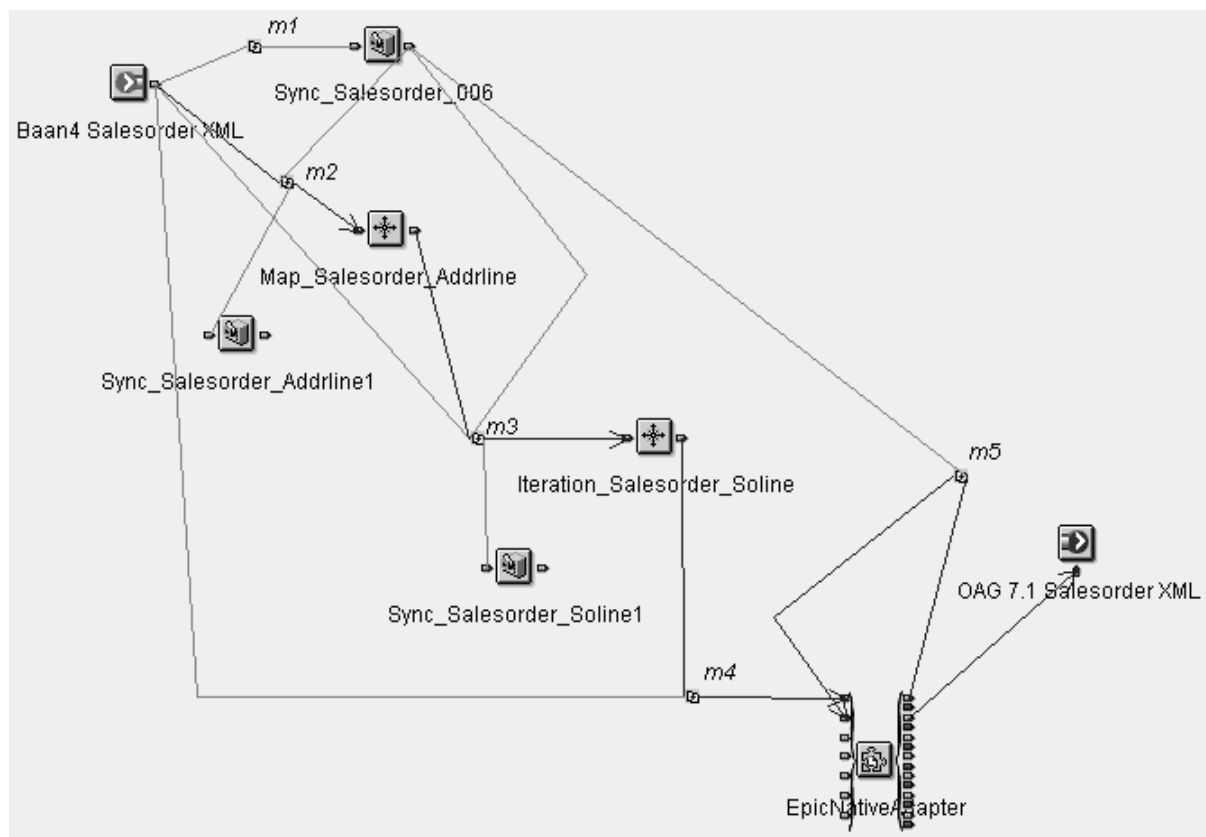 m1
Sync_Salesorder_006
Baan4 Salesorder XML
m2
Map_Salesorder_Addrline
Sync_Salesorder_Addrline1
m3
Iteration_Salesorder_Soline
m5
Sync_Salesorder_Soline1
OAG 7.1 Salesorder XML
m4
EpicNativeAdapter